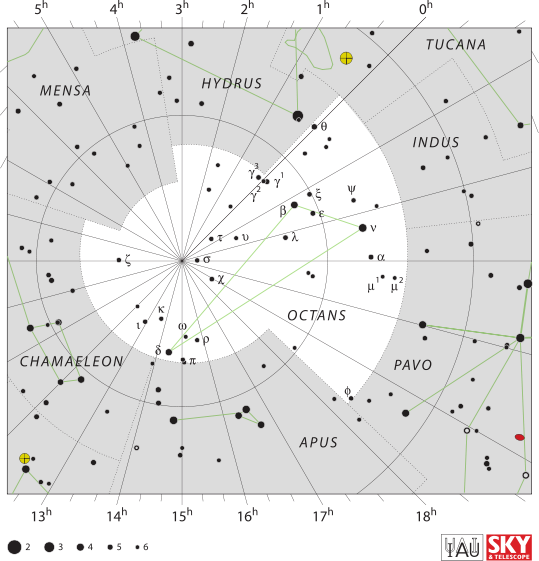 5h 4h 3h 2h 1h 0h
TUCANA
MENSA
HYDRUS
INDUS
θ
γ3
γ1
γ2
ξ
ψ
β
ε
ν
τ
υ
λ
ζ
σ
α
χ
μ1 μ2
κ
ι
OCTANS
ω
ρ
δ
π
CHAMAELEON
PAVO
φ
APUS
13h 14h 15h 16h 17h 18h
2 3 4 5 6
IAU
SKY
& TELESCOPE